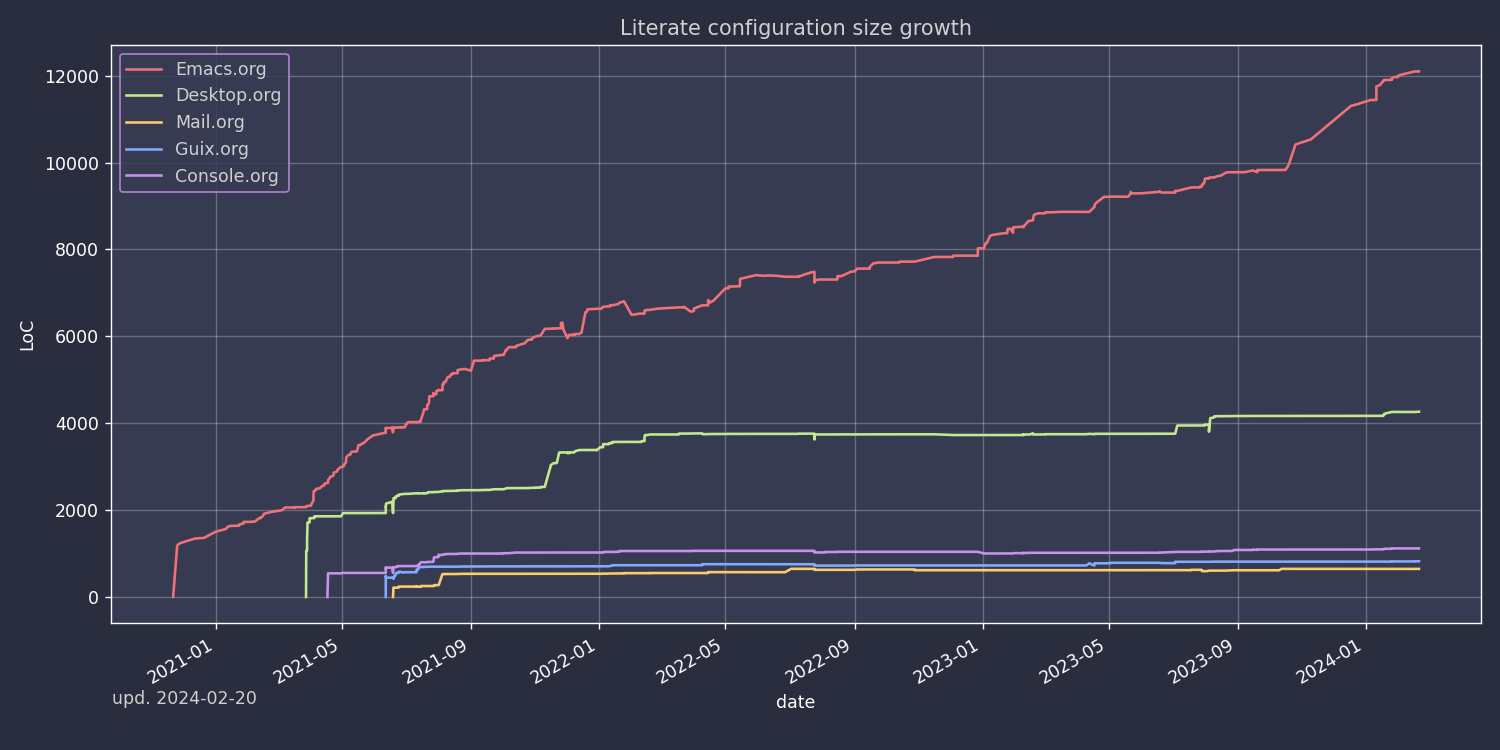 Literate configuration size growth
Emacs.org
Desktop.org
Mail.org
Guix.org
Console.org
12000
10000
8000
6000
4000
2000
0
LoC
2021-01
2021-05
2021-09
2022-01
2022-05
2022-09
2023-01
2023-05
2023-09
2024-01
upd. 2024-02-20
date